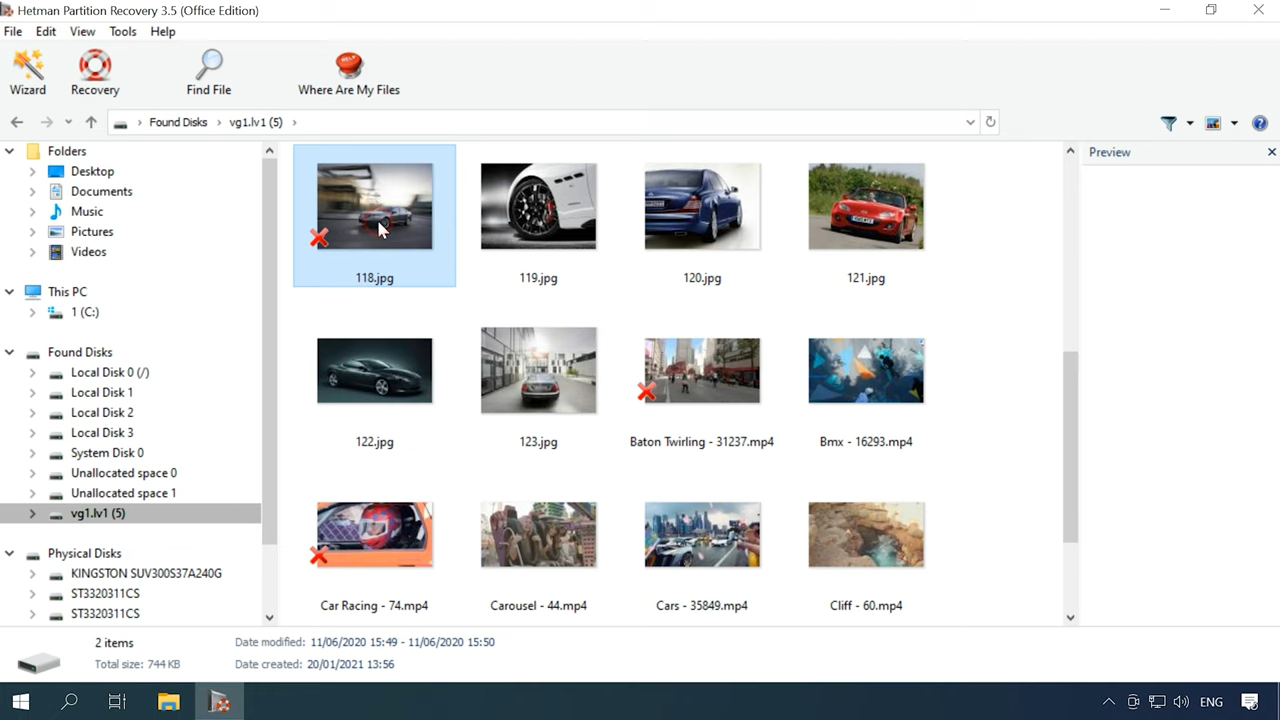 Hetman Partition Recovery 3.5 (Office Edition)
File Edit View Tools Help
Wizard Recovery Find File Where Are My Files
Found Disks vg1.lv1 (5)
Folders
Desktop
Documents
Music
Pictures
Videos
This PC
1 (C:)
Found Disks
Local Disk 0 (/)
Local Disk 1
Local Disk 2
Local Disk 3
System Disk 0
Unallocated space 0
Unallocated space 1
vg1.lv1 (5)
Physical Disks
KINGSTON SUV300S37A240G
ST3320311CS
ST3320311CS
118.jpg 119.jpg 120.jpg 121.jpg
122.jpg 123.jpg Baton Twirling - 31237.mp4 Bmx - 16293.mp4
Car Racing - 74.mp4 Carousel - 44.mp4 Cars - 35849.mp4 Cliff - 60.mp4
Preview
2 items Date modified: 11/06/2020 15:49 - 11/06/2020 15:50
Total size: 744 KB Date created: 20/01/2021 13:56
ENG